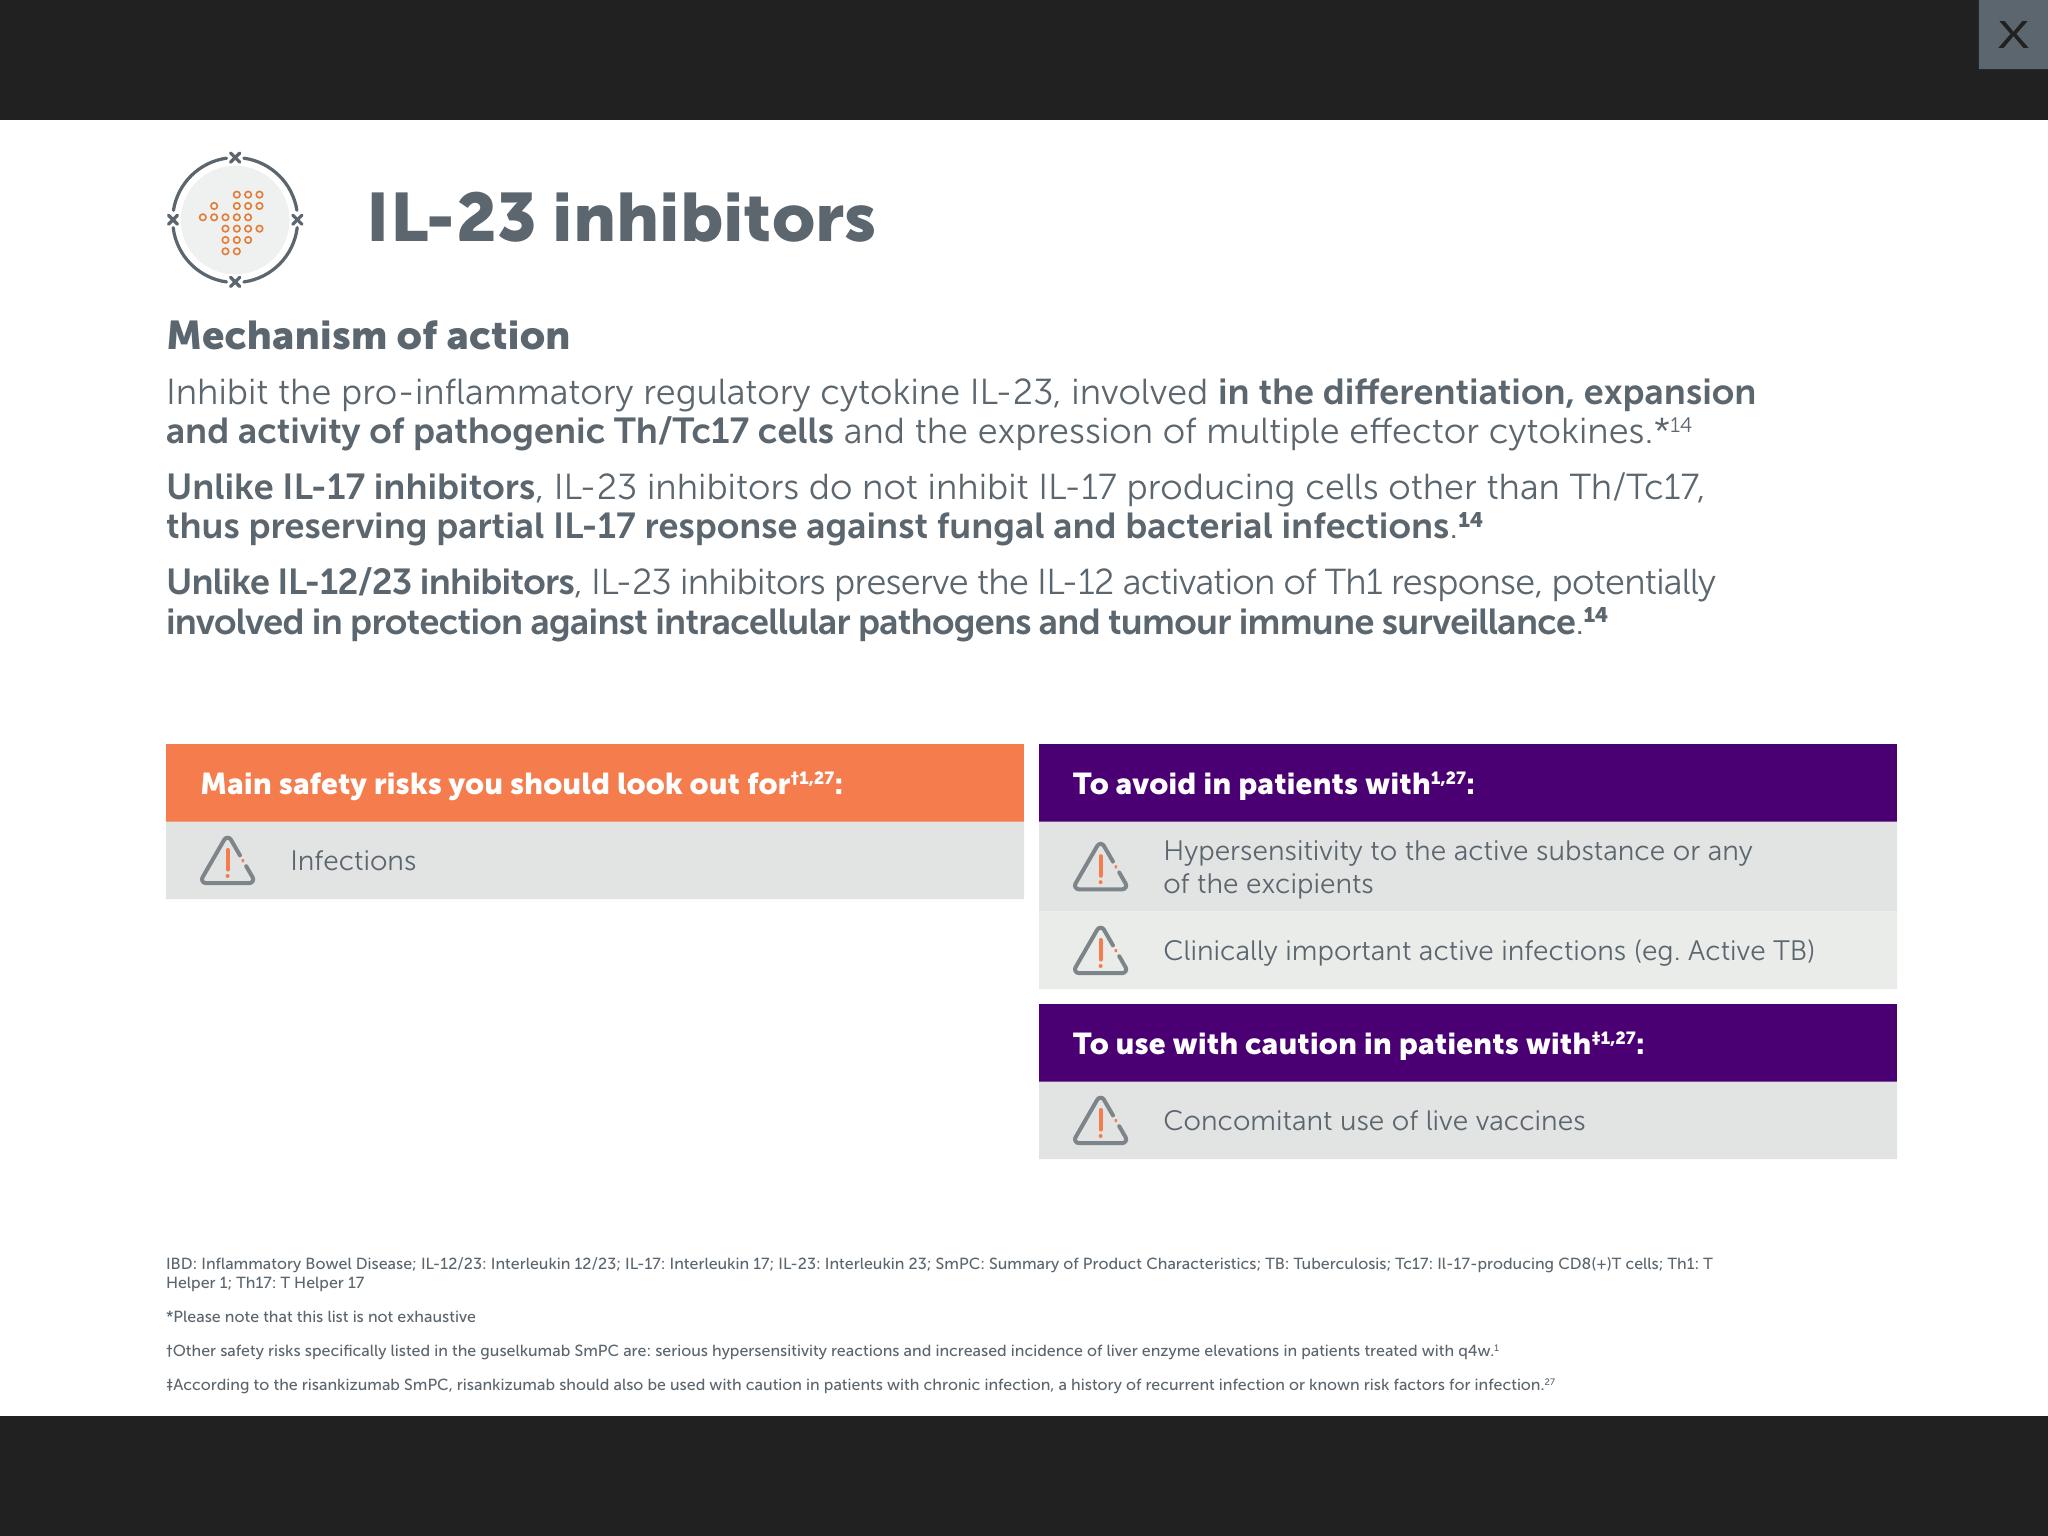 X
IL-23 inhibitors
Mechanism of action
Inhibit the pro-inflammatory regulatory cytokine IL-23, involved in the differentiation, expansion
and activity of pathogenic Th/Tc17 cells and the expression of multiple effector cytokines.*14
Unlike IL-17 inhibitors, IL-23 inhibitors do not inhibit IL-17 producing cells other than Th/Tc17,
thus preserving partial IL-17 response against fungal and bacterial infections.14
Unlike IL-12/23 inhibitors, IL-23 inhibitors preserve the IL-12 activation of Th1 response, potentially
involved in protection against intracellular pathogens and tumour immune surveillance.14
Main safety risks you should look out for†1,27:
Infections
To avoid in patients with1,27:
Hypersensitivity to the active substance or any
of the excipients
Clinically important active infections (eg. Active TB)
To use with caution in patients with‡1,27:
Concomitant use of live vaccines
IBD: Inflammatory Bowel Disease; IL-12/23: Interleukin 12/23; IL-17: Interleukin 17; IL-23: Interleukin 23; SmPC: Summary of Product Characteristics; TB: Tuberculosis; Tc17: Il-17-producing CD8(+)T cells; Th1: T
Helper 1; Th17: T Helper 17
*Please note that this list is not exhaustive
†Other safety risks specifically listed in the guselkumab SmPC are: serious hypersensitivity reactions and increased incidence of liver enzyme elevations in patients treated with q4w.1
‡According to the risankizumab SmPC, risankizumab should also be used with caution in patients with chronic infection, a history of recurrent infection or known risk factors for infection.27